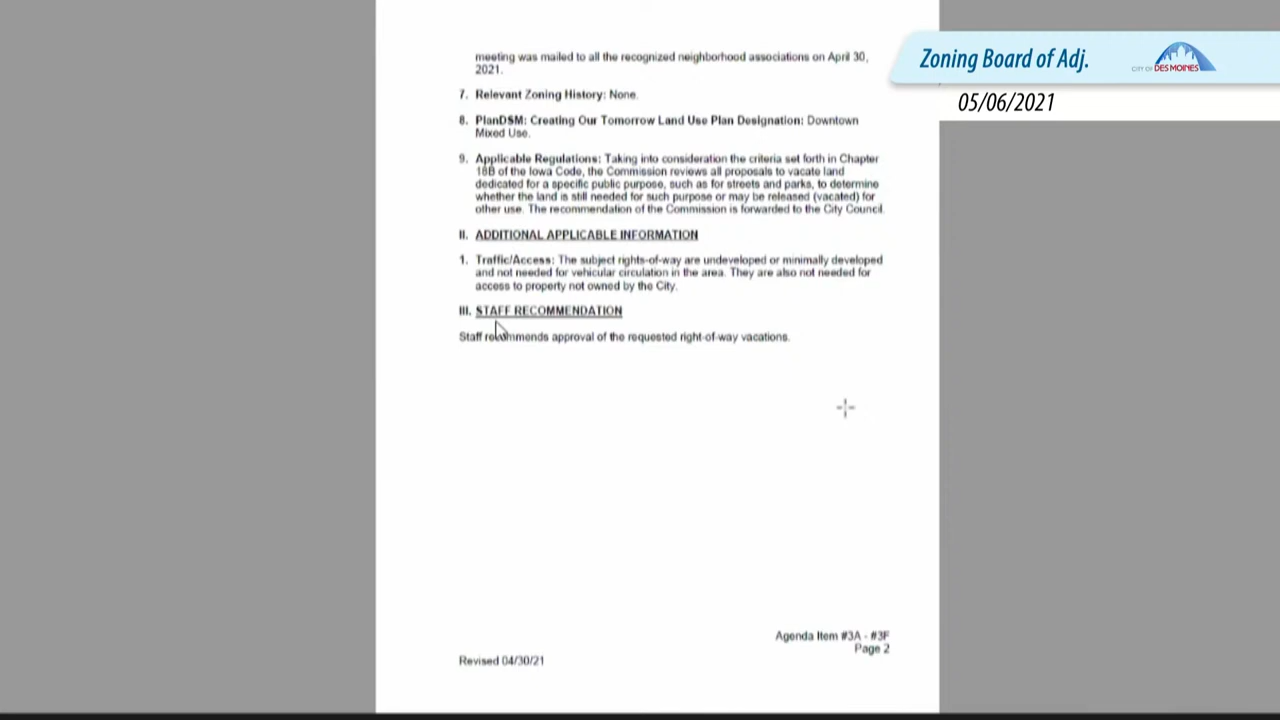 meeting was mailed to all the recognized neighborhood associations on April 30,
2021.
7. Relevant Zoning History: None.
8. PlanDSM: Creating Our Tomorrow Land Use Plan Designation: Downtown
Mixed Use.
9. Applicable Regulations: Taking into consideration the criteria set forth in Chapter
18B of the Iowa Code, the Commission reviews all proposals to vacate land
dedicated for a specific public purpose, such as for streets and parks, to determine
whether the land is still needed for such purpose or may be released (vacated) for
other use. The recommendation of the Commission is forwarded to the City Council.
II. ADDITIONAL APPLICABLE INFORMATION
1. Traffic/Access: The subject rights-of-way are undeveloped or minimally developed
and not needed for vehicular circulation in the area. They are also not needed for
access to property not owned by the City.
III. STAFF RECOMMENDATION
Staff recommends approval of the requested right-of-way vacations.
Agenda Item #3A - #3F
Page 2
Revised 04/30/21
Zoning Board of Adj.
CITY OF DES MOINES
05/06/2021